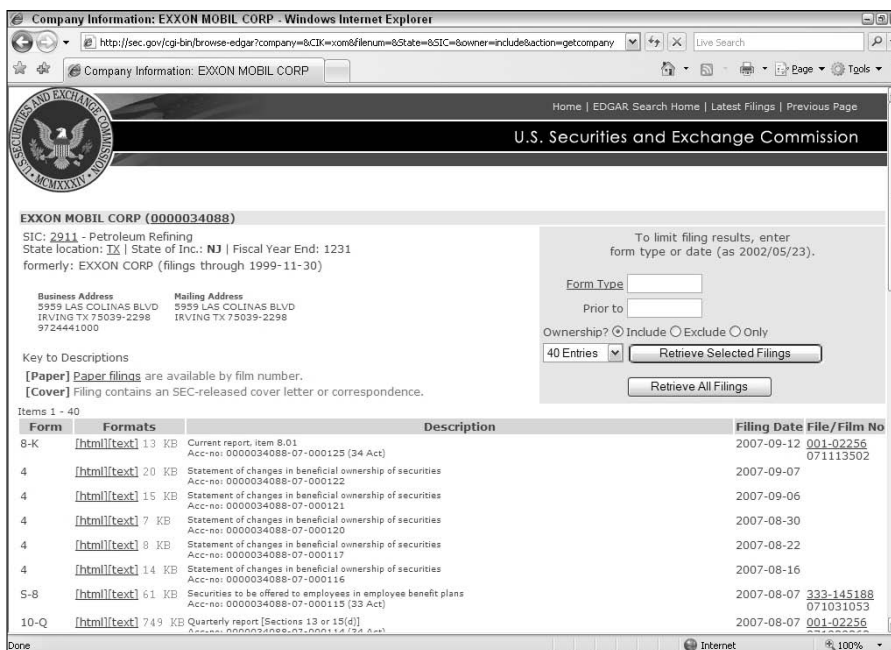 Company Information: EXXON MOBIL CORP - Windows Internet Explorer
http://sec.gov/cgi-bin/browse-edgar?company=&CIK=xom&filenum=&State=&SIC=&owner=include&action=getcompany
Live Search
Company Information: EXXON MOBIL CORP
Page Tools
SECURITIES AND EXCHANGE COMMISSION
U.S.
MCMXXXIV
Home | EDGAR Search Home | Latest Filings | Previous Page
U.S. Securities and Exchange Commission
EXXON MOBIL CORP (0000034088)
SIC: 2911 - Petroleum Refining
State location: TX | State of Inc.: NJ | Fiscal Year End: 1231
formerly: EXXON CORP (filings through 1999-11-30)
Business Address
5959 LAS COLINAS BLVD
IRVING TX 75039-2298
9724441000
Mailing Address
5959 LAS COLINAS BLVD
IRVING TX 75039-2298
Key to Descriptions
[Paper] Paper filings are available by film number.
[Cover] Filing contains an SEC-released cover letter or correspondence.
To limit filing results, enter
form type or date (as 2002/05/23).
Form Type
Prior to
Ownership? Include Exclude Only
40 Entries Retrieve Selected Filings
Retrieve All Filings
Items 1 - 40
Form Formats Description Filing Date File/Film No
8-K [html][text] 13 KB Current report, item 8.01 2007-09-12 001-02256
Acc-no: 0000034088-07-000125 (34 Act) 071113502
4 [html][text] 20 KB Statement of changes in beneficial ownership of securities 2007-09-07
Acc-no: 0000034088-07-000122
4 [html][text] 15 KB Statement of changes in beneficial ownership of securities 2007-09-06
Acc-no: 0000034088-07-000121
4 [html][text] 7 KB Statement of changes in beneficial ownership of securities 2007-08-30
Acc-no: 0000034088-07-000120
4 [html][text] 8 KB Statement of changes in beneficial ownership of securities 2007-08-22
Acc-no: 0000034088-07-000117
4 [html][text] 14 KB Statement of changes in beneficial ownership of securities 2007-08-16
Acc-no: 0000034088-07-000116
S-8 [html][text] 61 KB Securities to be offered to employees in employee benefit plans 2007-08-07 333-145188
Acc-no: 0000034088-07-000115 (33 Act) 071031053
10-Q [html][text] 749 KB Quarterly report [Sections 13 or 15(d)] 2007-08-07 001-02256
Acc-no: 0000034088-07-000114 (34 Act)
Done Internet 100%